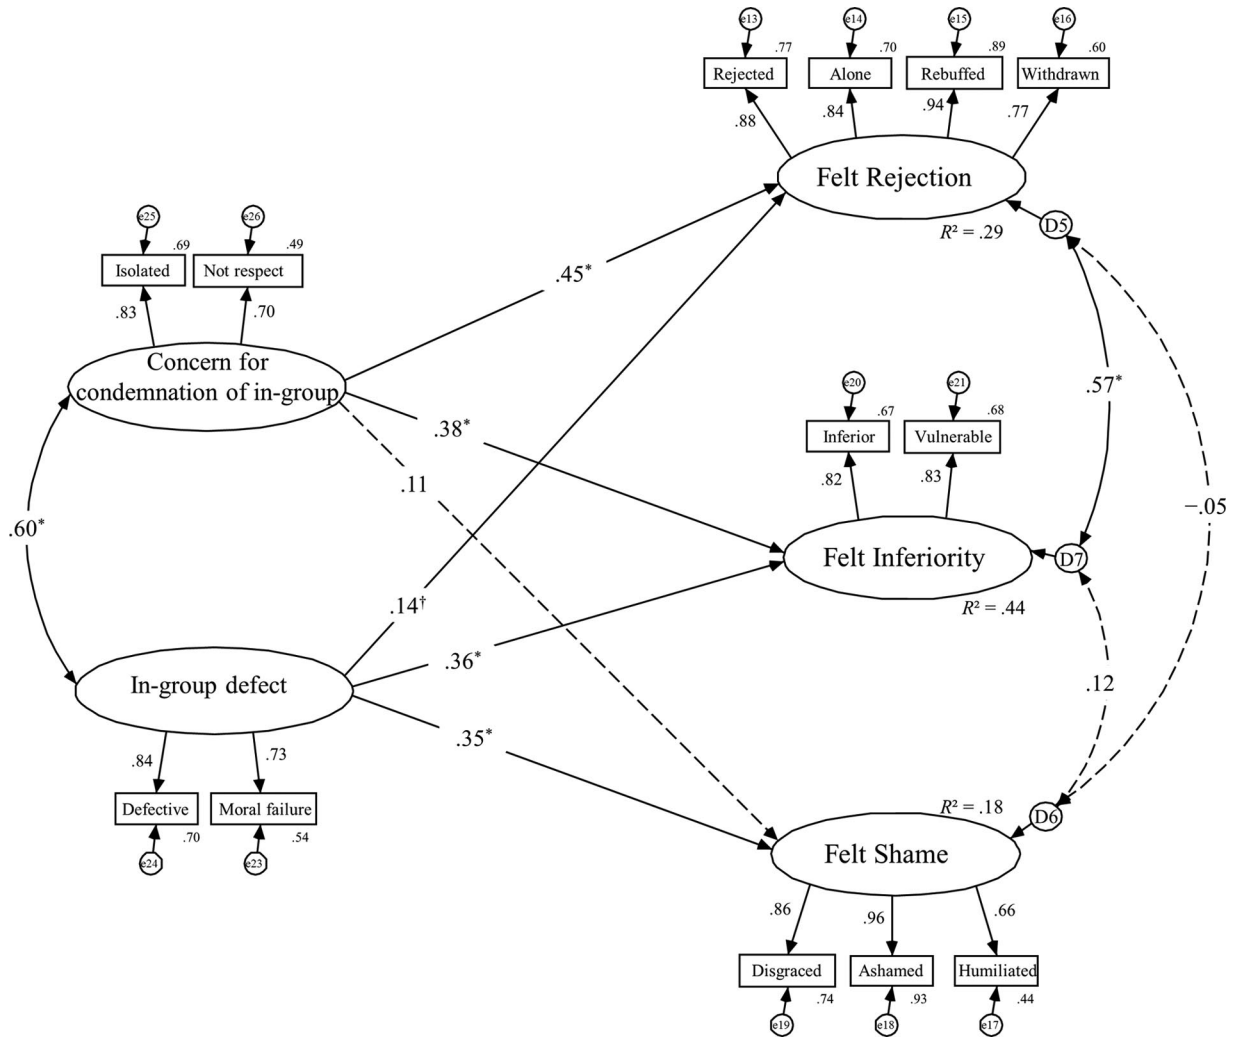 e13
e14
e15
e16
.77
.70
.89
.60
Rejected
Alone
Rebuffed
Withdrawn
.88
.84
.94
.77
Felt Rejection
R² = .29
D5
e25
e26
.69
.49
Isolated
Not respect
.83
.70
Concern for
condemnation of in-group
.45*
.38*
.11
.57*
−.05
e20
e21
.67
.68
Inferior
Vulnerable
.82
.83
Felt Inferiority
D7
R² = .44
.60*
.14†
.36*
.35*
.12
In-group defect
.84
.73
Defective
Moral failure
.70
.54
e24
e23
R² = .18
D6
Felt Shame
.86
.96
.66
Disgraced
Ashamed
Humiliated
.74
.93
.44
e19
e18
e17